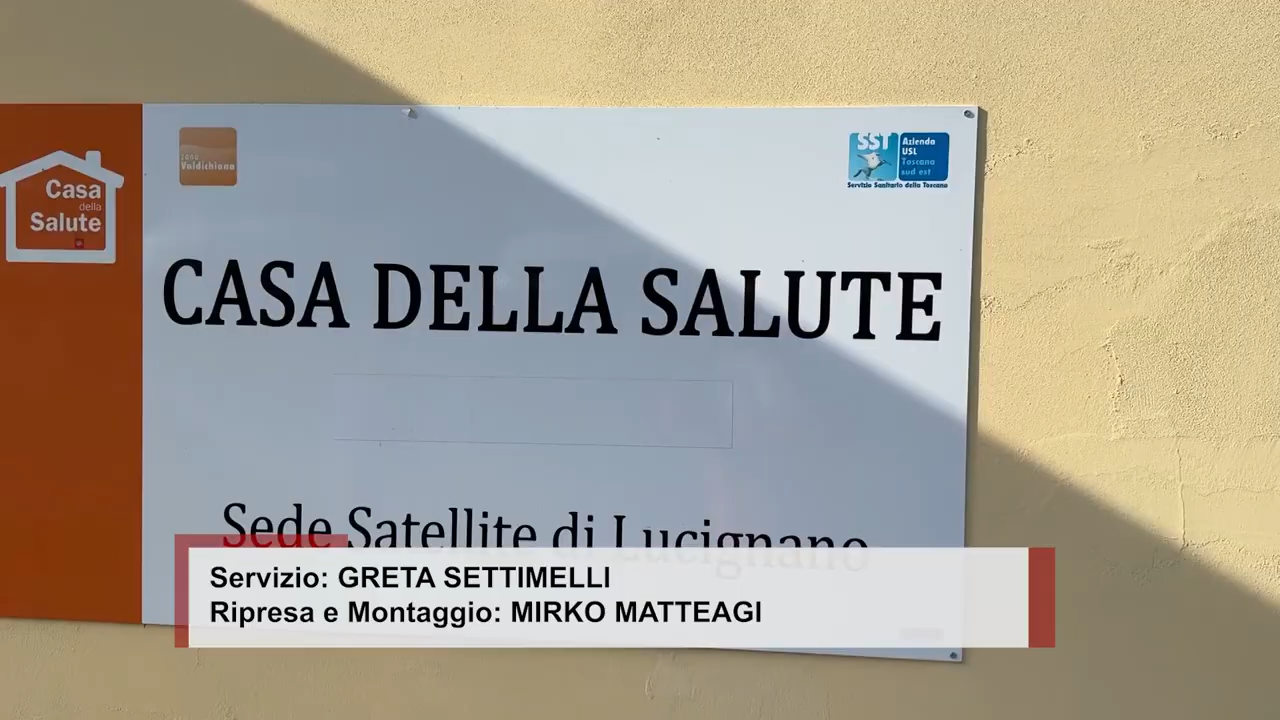 Casa
della
Salute
zona
Valdichiana
SST
Azienda
USL
Toscana
sud est
Servizio Sanitario della Toscana
CASA DELLA SALUTE
Sede Satellite di Lucignano
Servizio: GRETA SETTIMELLI
Ripresa e Montaggio: MIRKO MATTEAGI